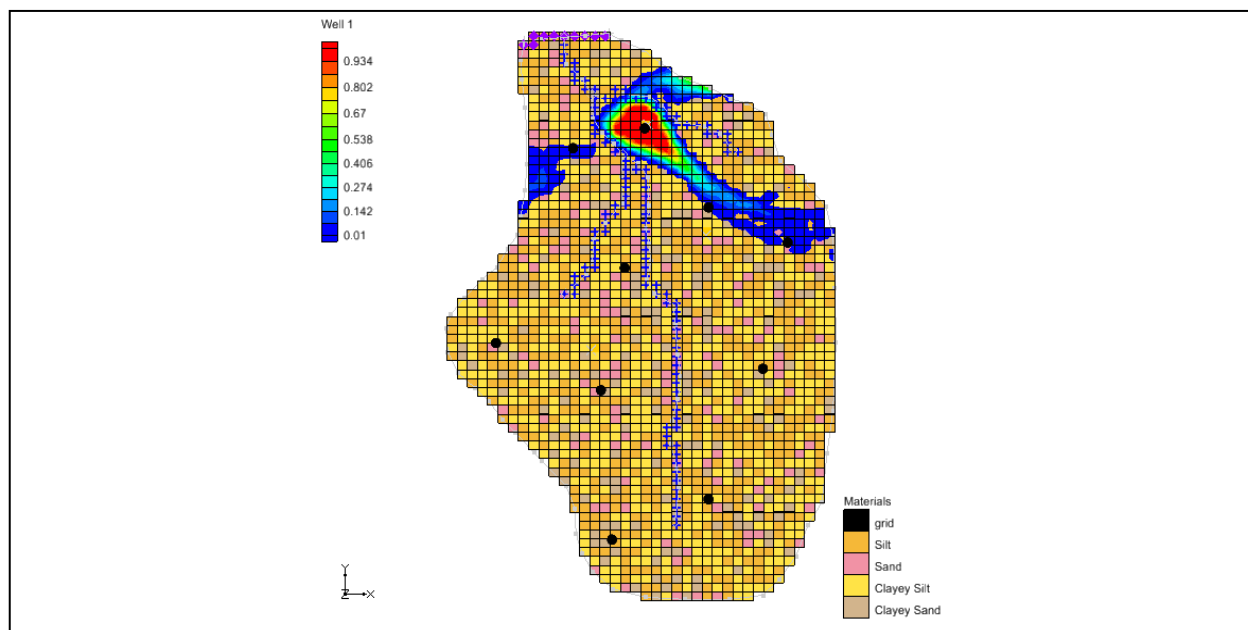 Well 1
0.934
0.802
0.67
0.538
0.406
0.274
0.142
0.01
Materials
grid
Silt
Sand
Clayey Silt
Clayey Sand
Y
Z
X